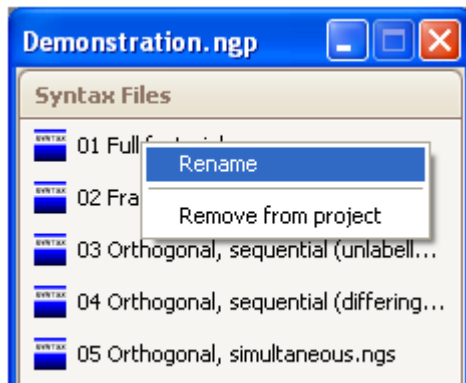 Demonstration.ngp
Syntax Files
01 Full
Rename
02 Fra
Remove from project
03 Orthogonal, sequential (unlabell...
04 Orthogonal, sequential (differing...
05 Orthogonal, simultaneous.ngs